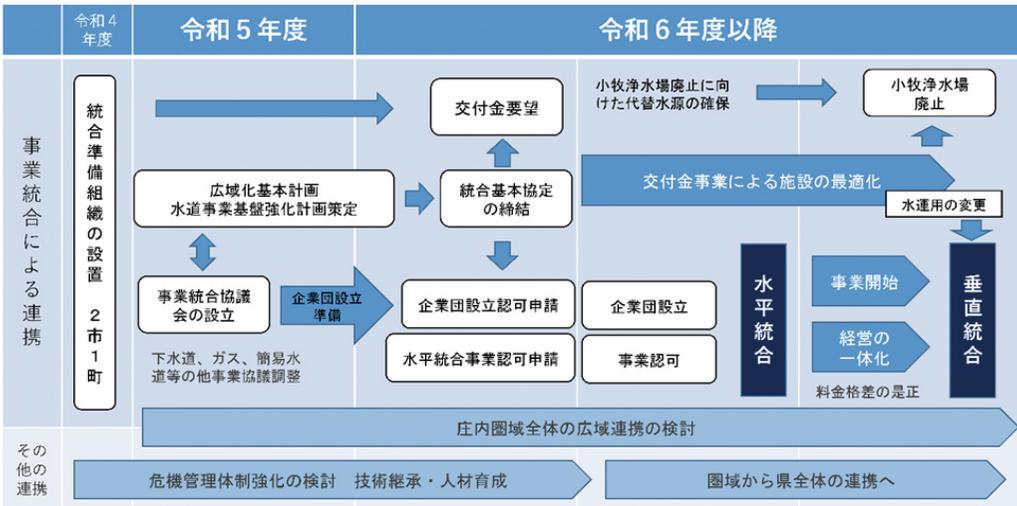 令和４
年度
令和５年度
令和６年度以降
事業統合による連携
統合準備組織の設置　２市１町
交付金要望
小牧浄水場廃止に向
けた代替水源の確保
小牧浄水場
廃止
広域化基本計画
水道事業基盤強化計画策定
統合基本協定
の締結
交付金事業による施設の最適化
水運用の変更
事業統合協議
会の設立
企業団設立
準備
企業団設立認可申請
企業団設立
水平統合
事業開始
垂直統合
下水道、ガス、簡易水
道等の他事業協議調整
水平統合事業認可申請
事業認可
経営の
一体化
料金格差の是正
庄内圏域全体の広域連携の検討
その
他の
連携
危機管理体制強化の検討　技術継承・人材育成
圏域から県全体の連携へ